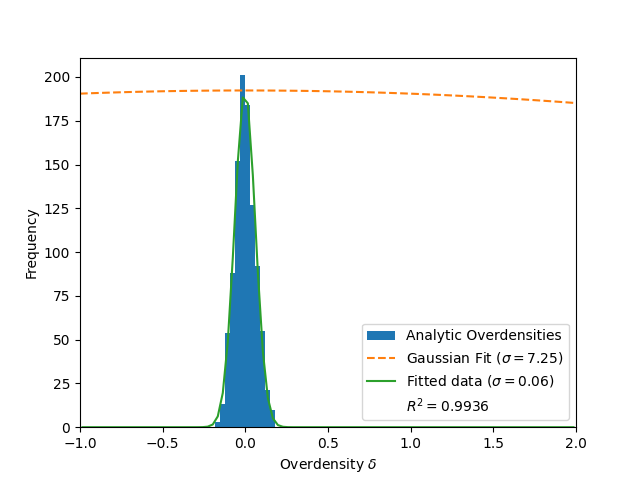 200
175
150
125
100
75
50
25
0
Frequency
−1.0 −0.5 0.0 0.5 1.0 1.5 2.0
Overdensity δ
Analytic Overdensities
Gaussian Fit (σ = 7.25)
Fitted data (σ = 0.06)
R² = 0.9936